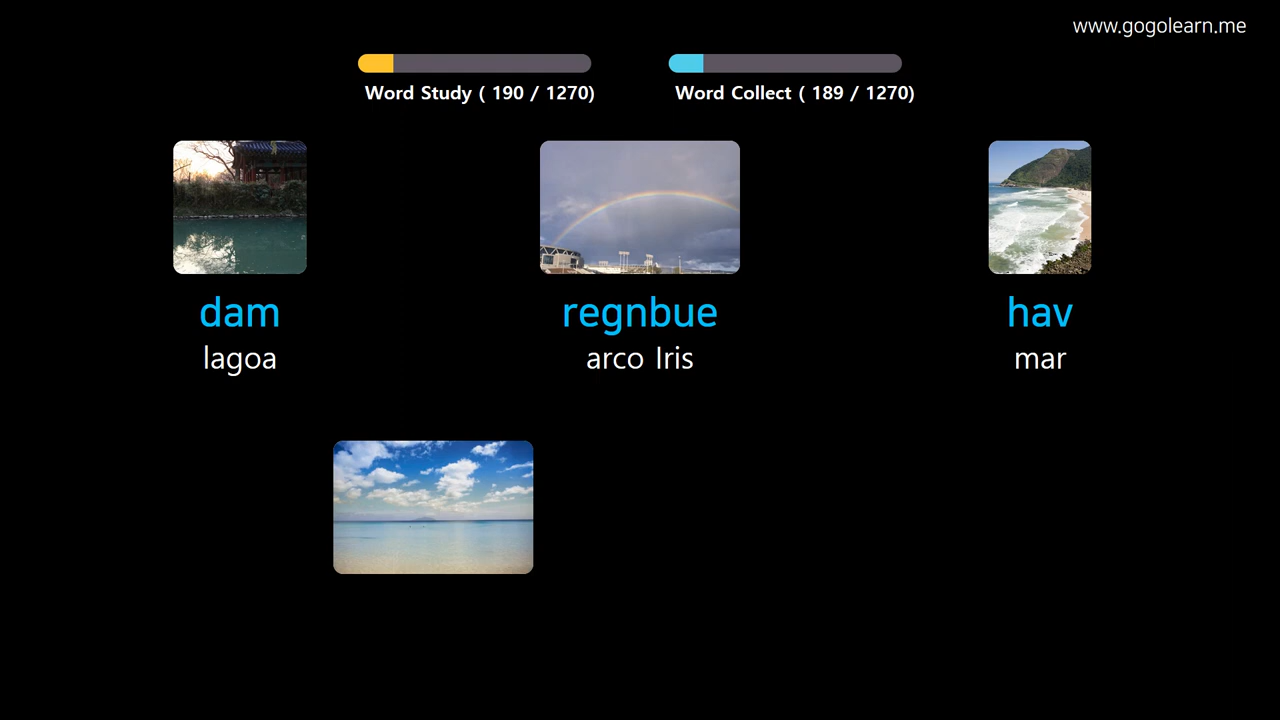 www.gogolearn.me
Word Study ( 190 / 1270)
Word Collect ( 189 / 1270)
dam
regnbue
hav
lagoa
arco Iris
mar